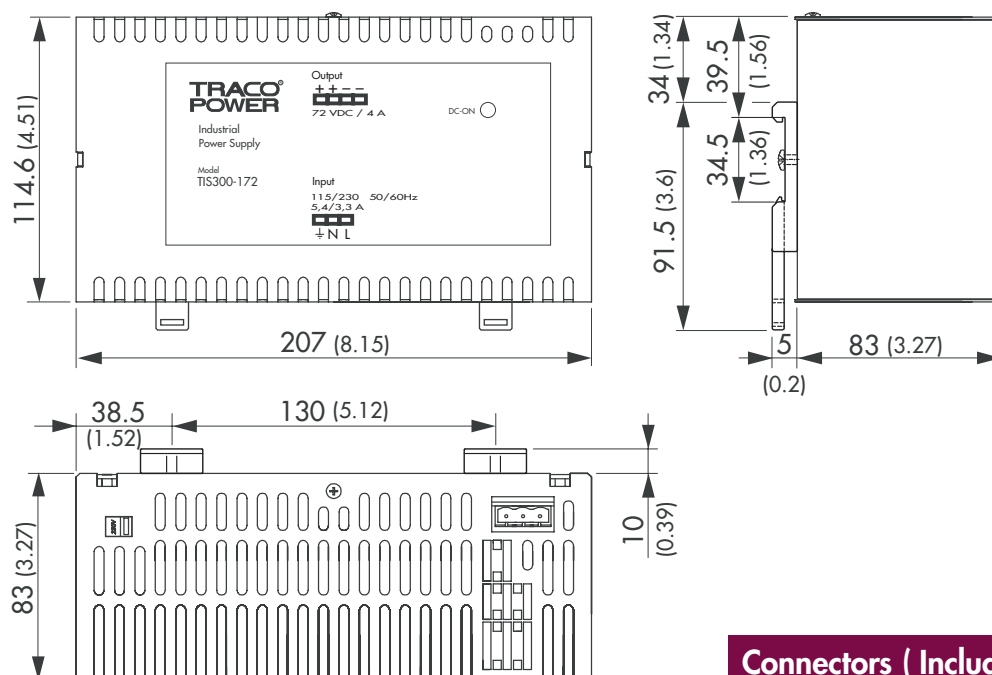 TRACO®
POWER
Industrial
Power Supply
Model
TIS300-172
Output
++−−
72 VDC / 4 A
DC-ON
Input
115/230 50/60Hz
5,4/3,3 A
⏚ N L
114.6 (4.51)
207 (8.15)
34 (1.34)
39.5
(1.56)
34.5
(1.36)
91.5 (3.6)
5
(0.2)
83 (3.27)
38.5
(1.52)
130 (5.12)
10
(0.39)
83 (3.27)
230V
Connectors ( Includ